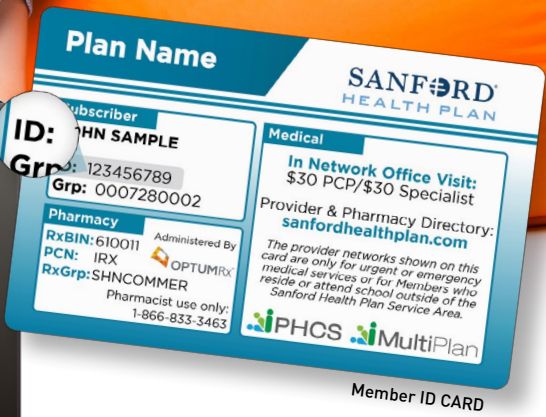 Plan Name
SANFORD
HEALTH PLAN
Subscriber
JOHN SAMPLE
ID: 123456789
Grp: 0007280002
ID:
Grp
Pharmacy
RxBIN: 610011
PCN: IRX
RxGrp: SHNCOMMER
Administered By
OPTUMRx
Pharmacist use only:
1-866-833-3463
Medical
In Network Office Visit:
$30 PCP/$30 Specialist
Provider & Pharmacy Directory:
sanfordhealthplan.com
The provider networks shown on this
card are only for urgent or emergency
medical services or for Members who
reside or attend school outside of the
Sanford Health Plan Service Area.
PHCS MultiPlan
Member ID CARD